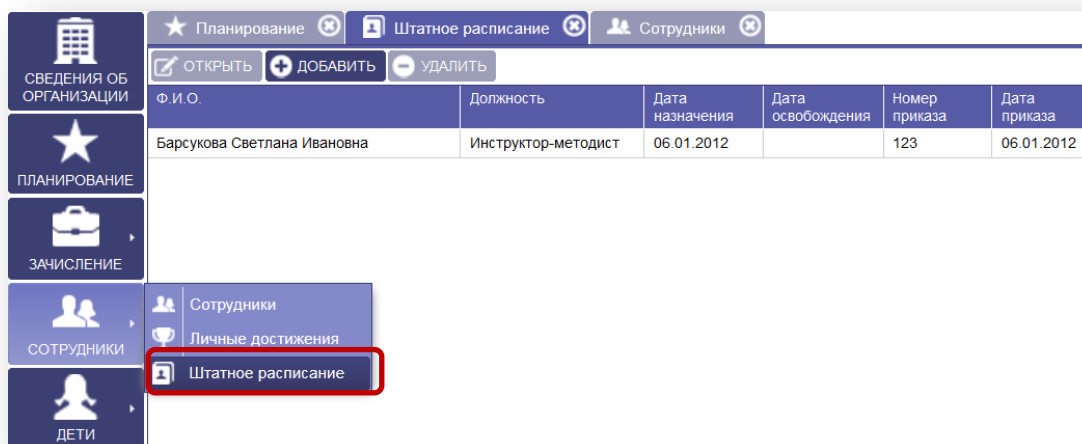 Планирование
Штатное расписание
Сотрудники
СВЕДЕНИЯ ОБ
ОРГАНИЗАЦИИ
ОТКРЫТЬ
ДОБАВИТЬ
УДАЛИТЬ
Ф.И.О.
Должность
Дата
назначения
Дата
освобождения
Номер
приказа
Дата
приказа
Барсукова Светлана Ивановна
Инструктор-методист
06.01.2012
123
06.01.2012
ПЛАНИРОВАНИЕ
ЗАЧИСЛЕНИЕ
СОТРУДНИКИ
Сотрудники
Личные достижения
Штатное расписание
ДЕТИ